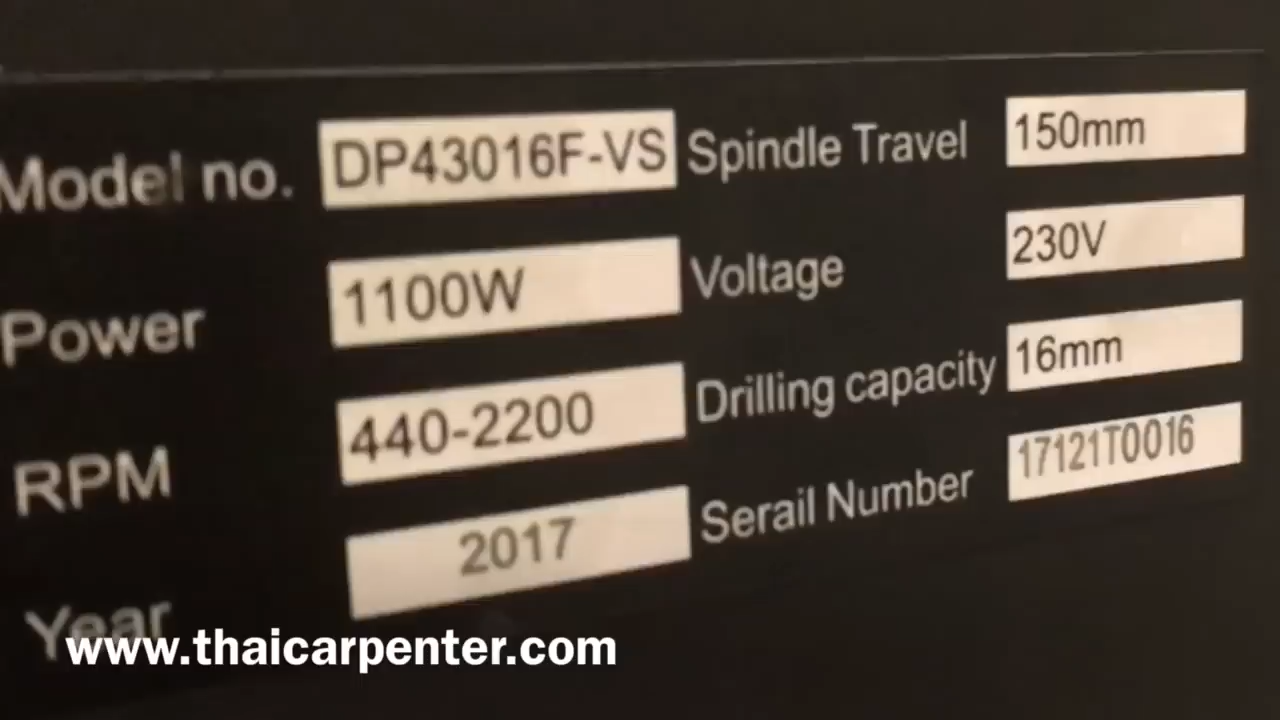 Model no. DP43016F-VS Spindle Travel 150mm
Power 1100W Voltage 230V
RPM 440-2200 Drilling capacity 16mm
Year 2017 Serail Number 17121T0016
www.thaicarpenter.com